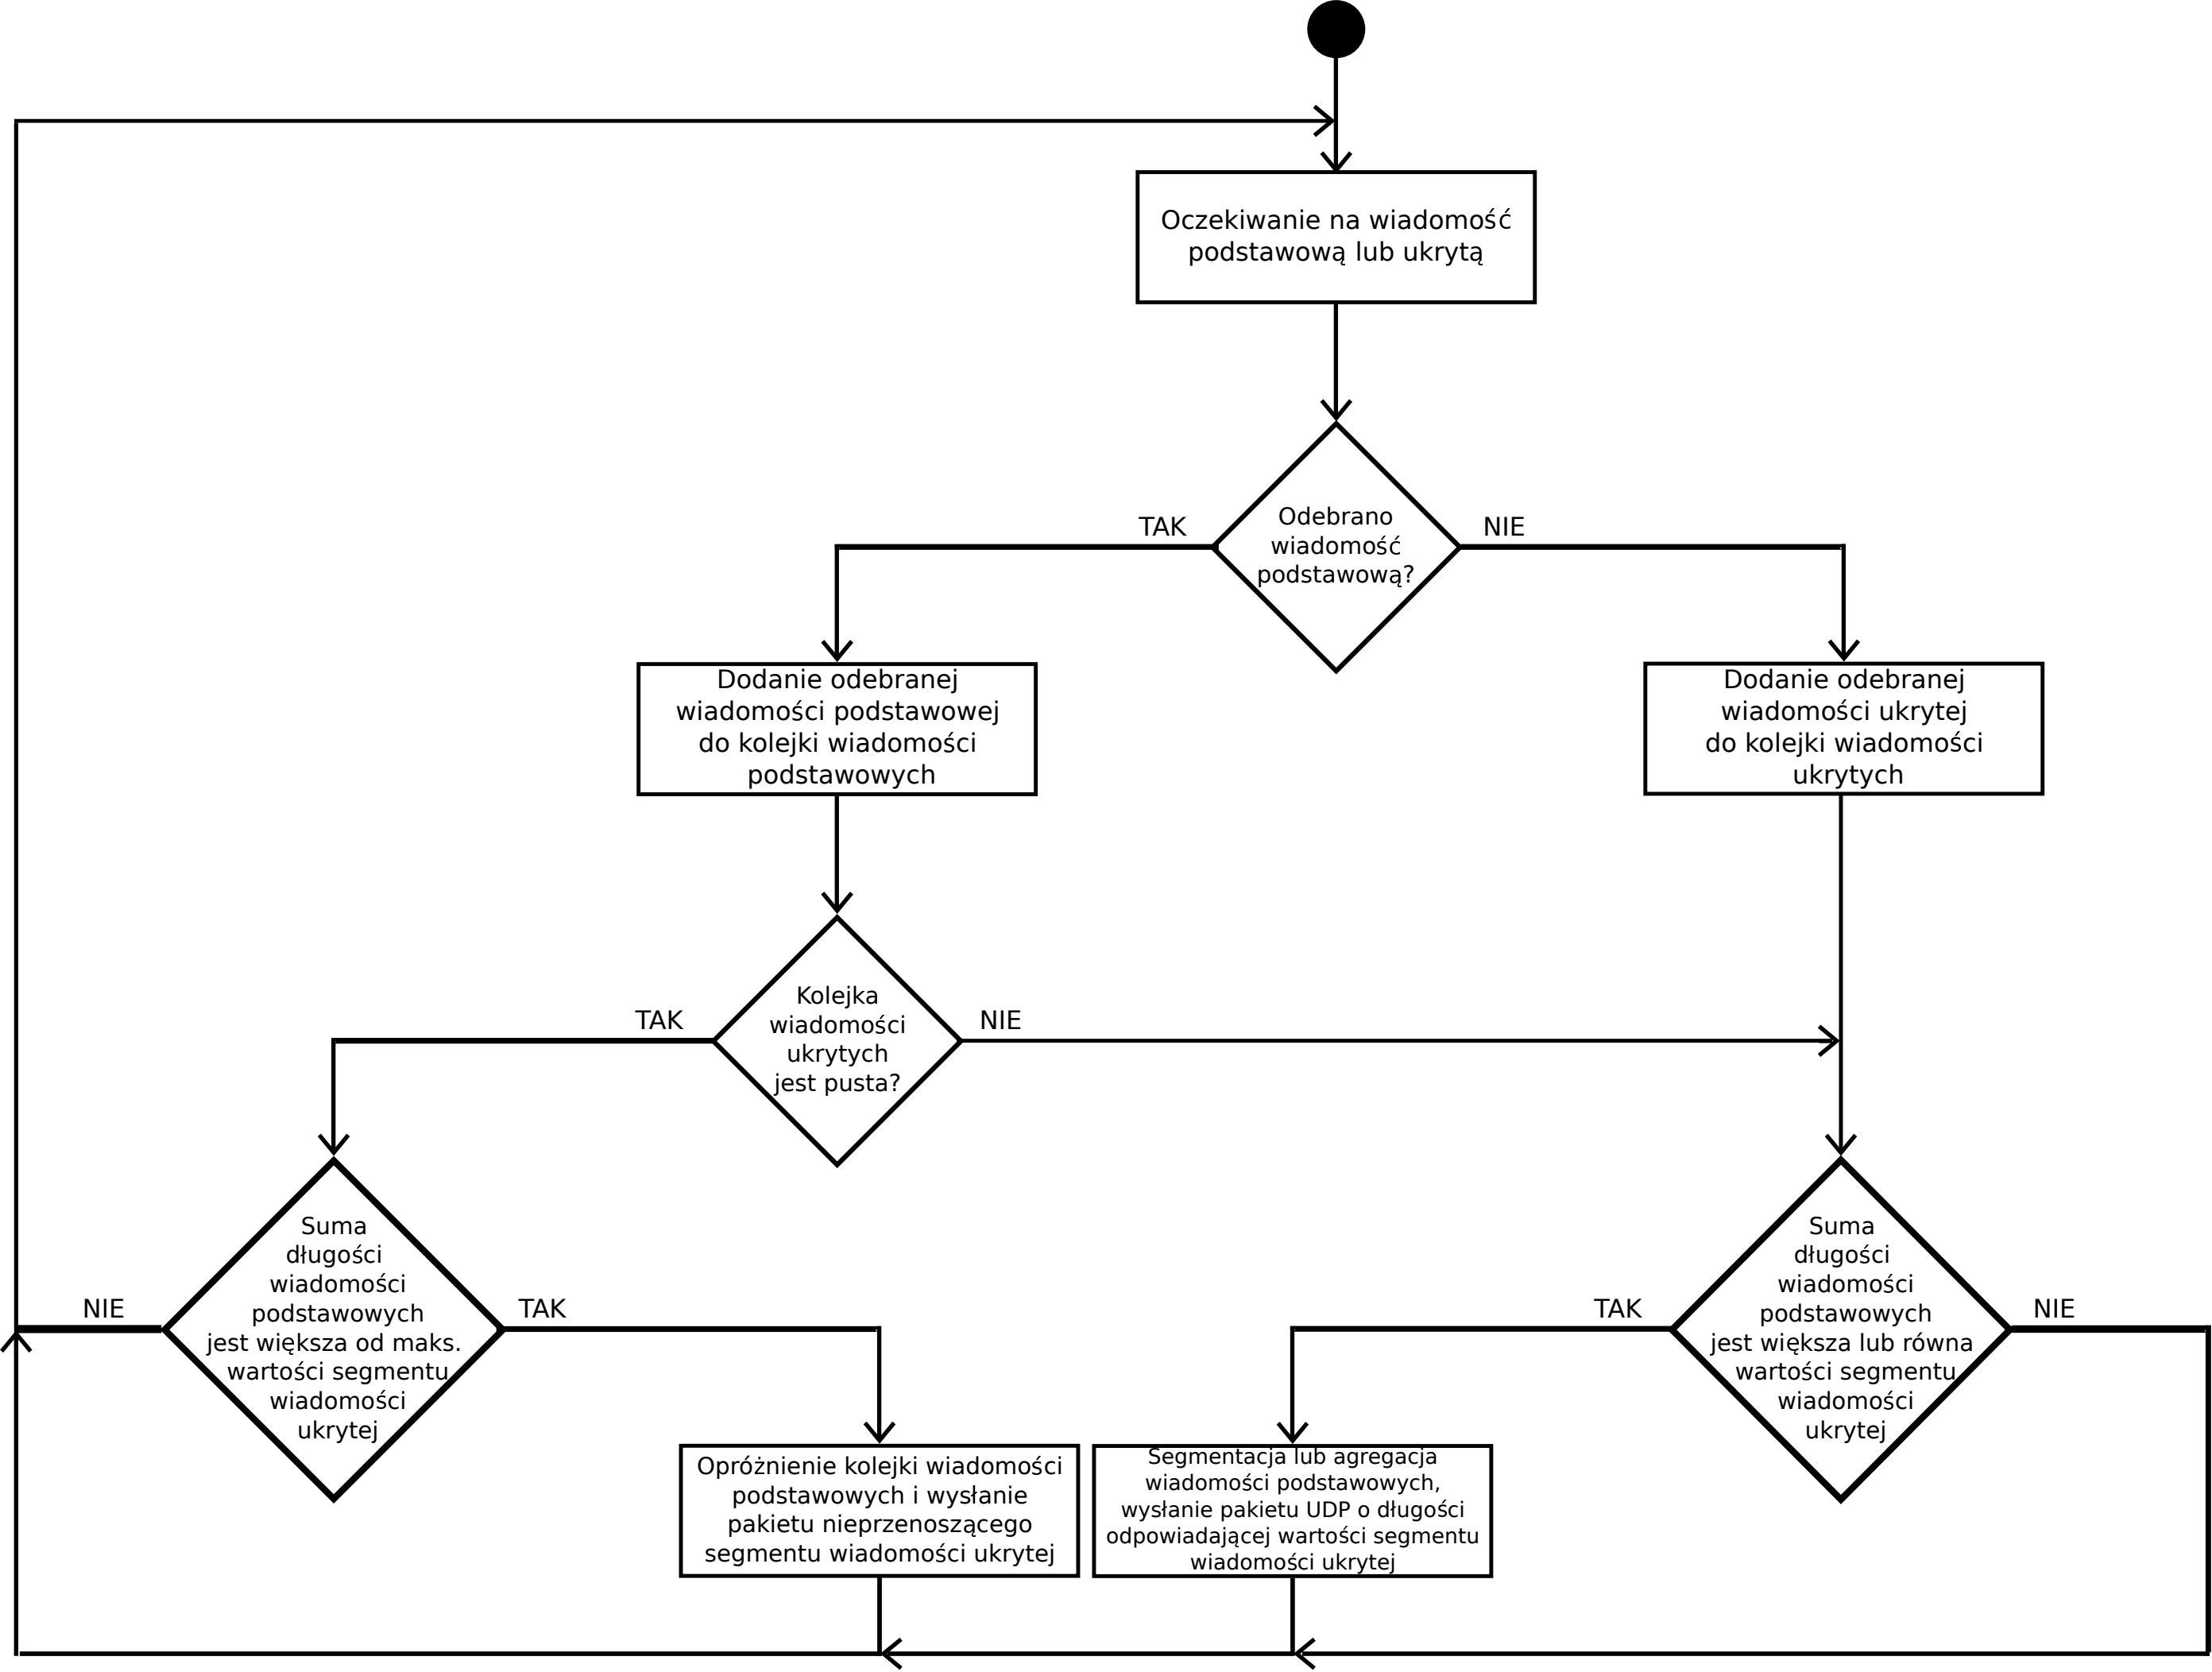 Oczekiwanie na wiadomość
podstawową lub ukrytą
TAK
Odebrano
wiadomość
podstawową?
NIE
Dodanie odebranej
wiadomości podstawowej
do kolejki wiadomości
podstawowych
Dodanie odebranej
wiadomości ukrytej
do kolejki wiadomości
ukrytych
TAK
Kolejka
wiadomości
ukrytych
jest pusta?
NIE
NIE
Suma
długości
wiadomości
podstawowych
jest większa od maks.
wartości segmentu
wiadomości
ukrytej
TAK
TAK
Suma
długości
wiadomości
podstawowych
jest większa lub równa
wartości segmentu
wiadomości
ukrytej
NIE
Opróżnienie kolejki wiadomości
podstawowych i wysłanie
pakietu nieprzenoszącego
segmentu wiadomości ukrytej
Segmentacja lub agregacja
wiadomości podstawowych,
wysłanie pakietu UDP o długości
odpowiadającej wartości segmentu
wiadomości ukrytej